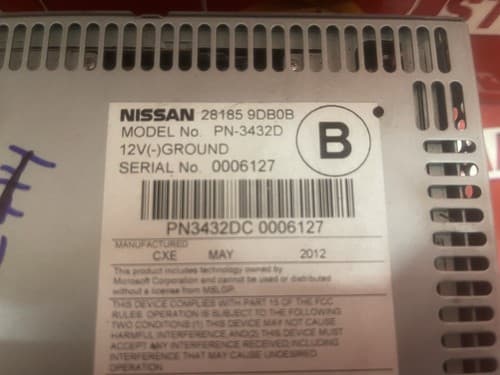 NISSAN 28185 9DB0B
MODEL No. PN-3432D
12V(-)GROUND
SERIAL No. 0006127
B
PN3432DC 0006127
MANUFACTURED
CXE MAY 2012
This product includes technology owned by
Microsoft Corporation and cannot be used or distributed
without a license from MSLGP.
THIS DEVICE COMPLIES WITH PART 15 OF THE FCC
RULES. OPERATION IS SUBJECT TO THE FOLLOWING
TWO CONDITIONS:(1) THIS DEVICE MAY NOT CAUSE
HARMFUL INTERFERENCE AND(2) THIS DEVICE MUST
ACCEPT ANY INTERFERENCE RECEIVED,INCLUDING
INTERFERENCE THAT MAY CAUSE UNDESIRED
OPERATION.